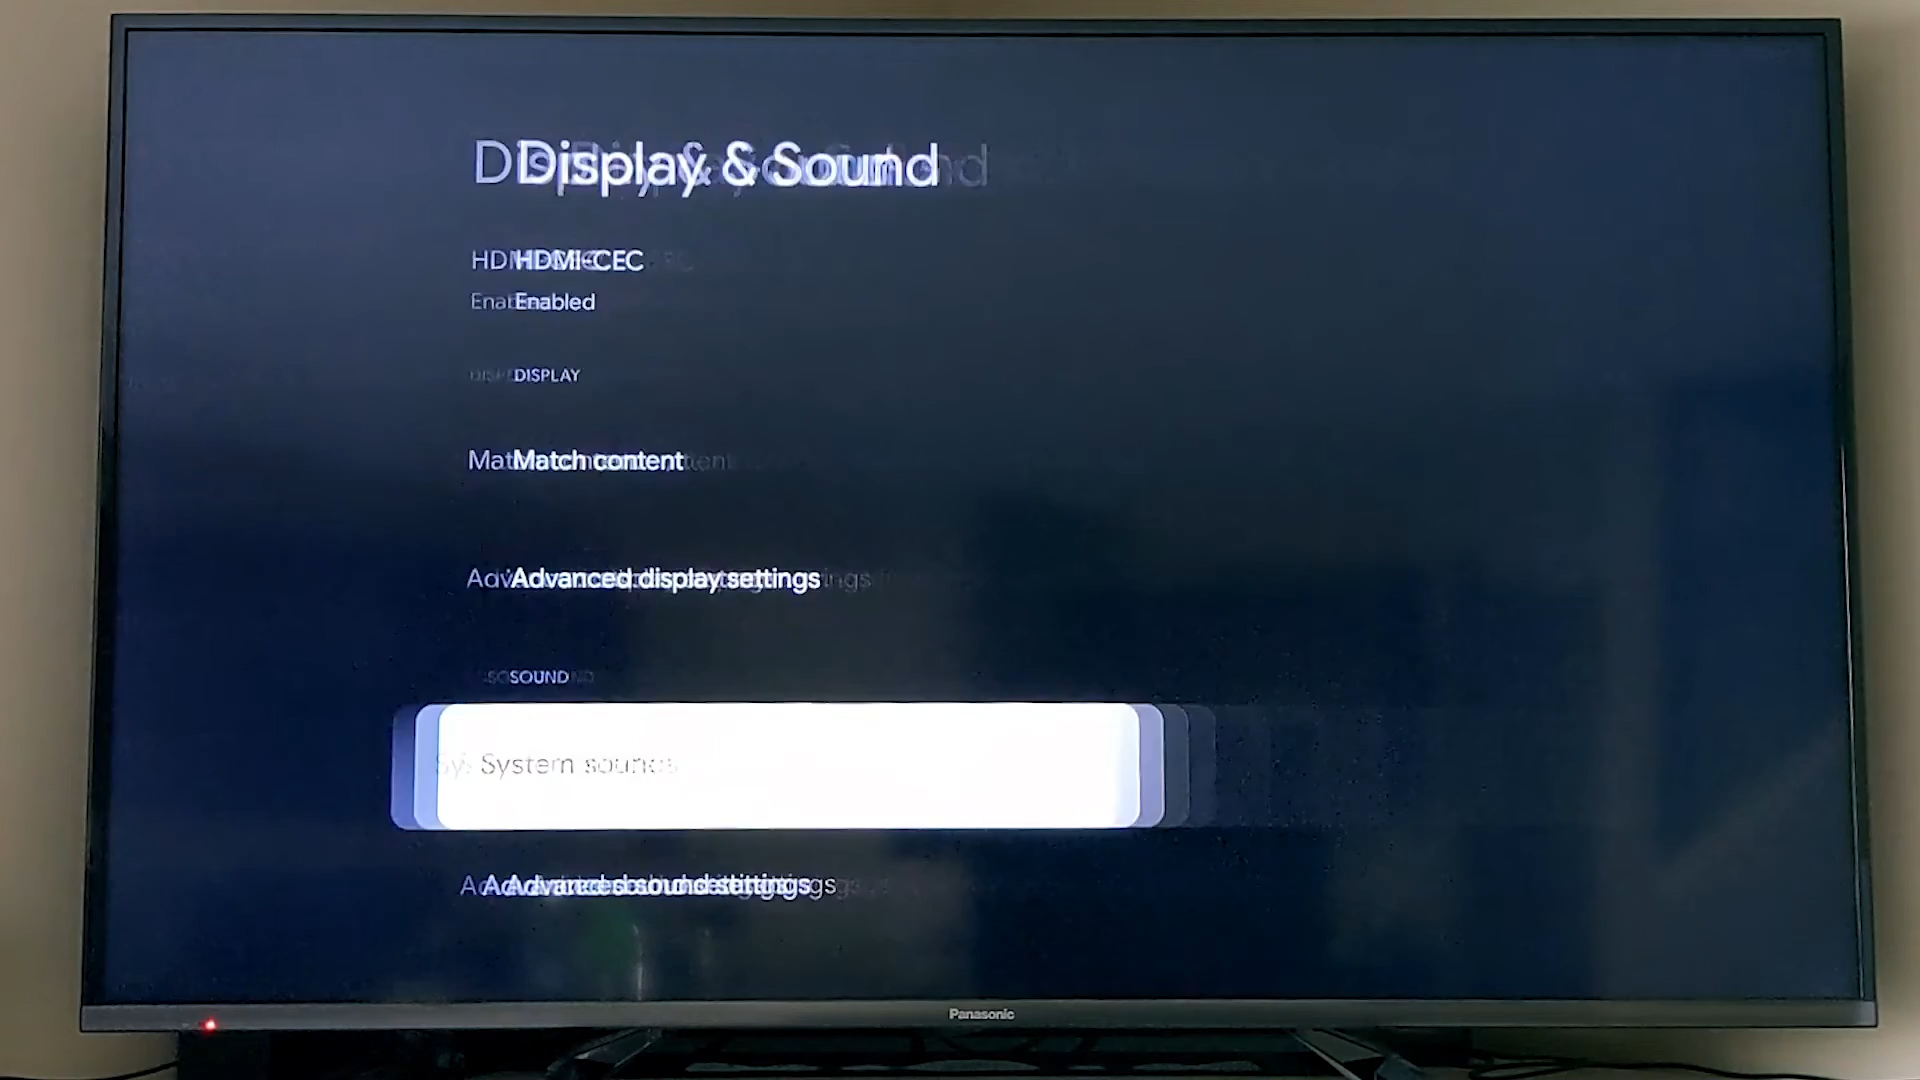 Display & Sound
HDMI-CEC
Enabled
DISPLAY
Match content
Advanced display settings
SOUND
System sounds
Advanced sound settings
Panasonic